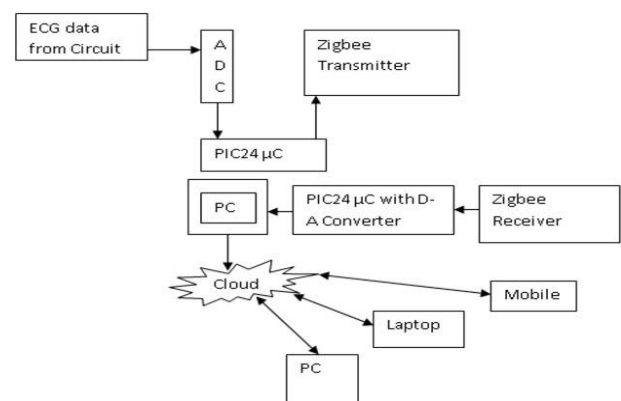 ECG data
from Circuit
A
D
C
Zigbee
Transmitter
PIC24 µC
PC
PIC24 µC with D-
A Converter
Zigbee
Receiver
Cloud
Mobile
Laptop
PC